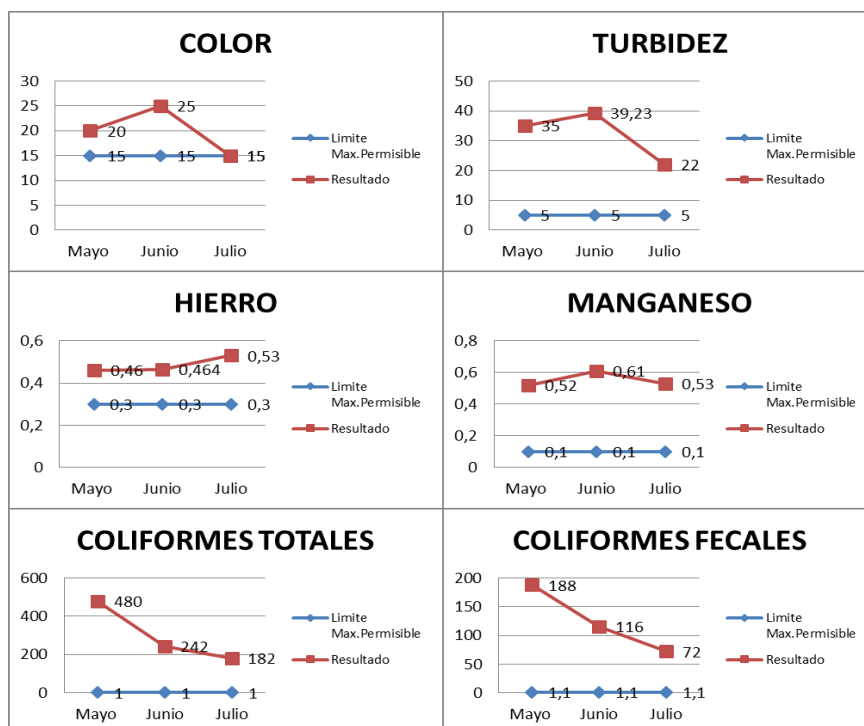 COLOR
30
25
20
15
10
5
0
20
25
15
15
15
Mayo
Junio
Julio
Limite
Max.Permisible
Resultado
TURBIDEZ
50
40
30
20
10
0
35
39,23
22
5
5
5
Mayo
Junio
Julio
Limite
Max.Permisible
Resultado
HIERRO
0,6
0,4
0,2
0
0,46
0,464
0,53
0,3
0,3
0,3
Mayo
Junio
Julio
Limite
Max.Permisible
Resultado
MANGANESO
0,8
0,6
0,4
0,2
0
0,52
0,61
0,53
0,1
0,1
0,1
Mayo
Junio
Julio
Limite
Max.Permisible
Resultado
COLIFORMES TOTALES
600
400
200
0
480
242
182
1
1
1
Mayo
Junio
Julio
Limite
Max.Permisible
Resultado
COLIFORMES FECALES
200
150
100
50
0
188
116
72
1,1
1,1
1,1
Mayo
Junio
Julio
Limite
Max.Permisible
Resultado